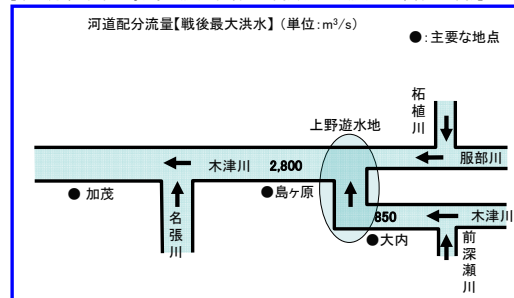 河道配分流量【戦後最大洪水】（単位：m³/s）
●：主要な地点
柘植川
上野遊水地
服部川
木津川
2,800
●加茂
●島ヶ原
名張川
850
木津川
●大内
前深瀬川